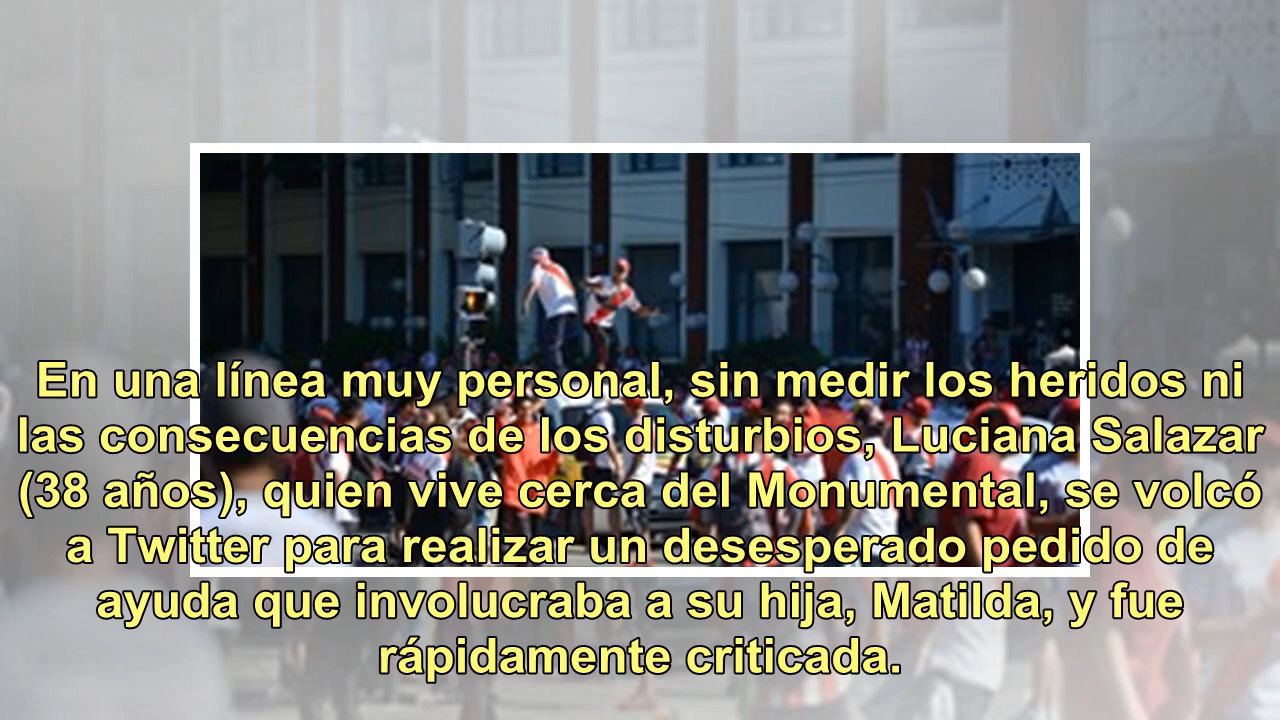 En una línea muy personal, sin medir los heridos ni
las consecuencias de los disturbios, Luciana Salazar
(38 años), quien vive cerca del Monumental, se volcó
a Twitter para realizar un desesperado pedido de
ayuda que involucraba a su hija, Matilda, y fue
rápidamente criticada.